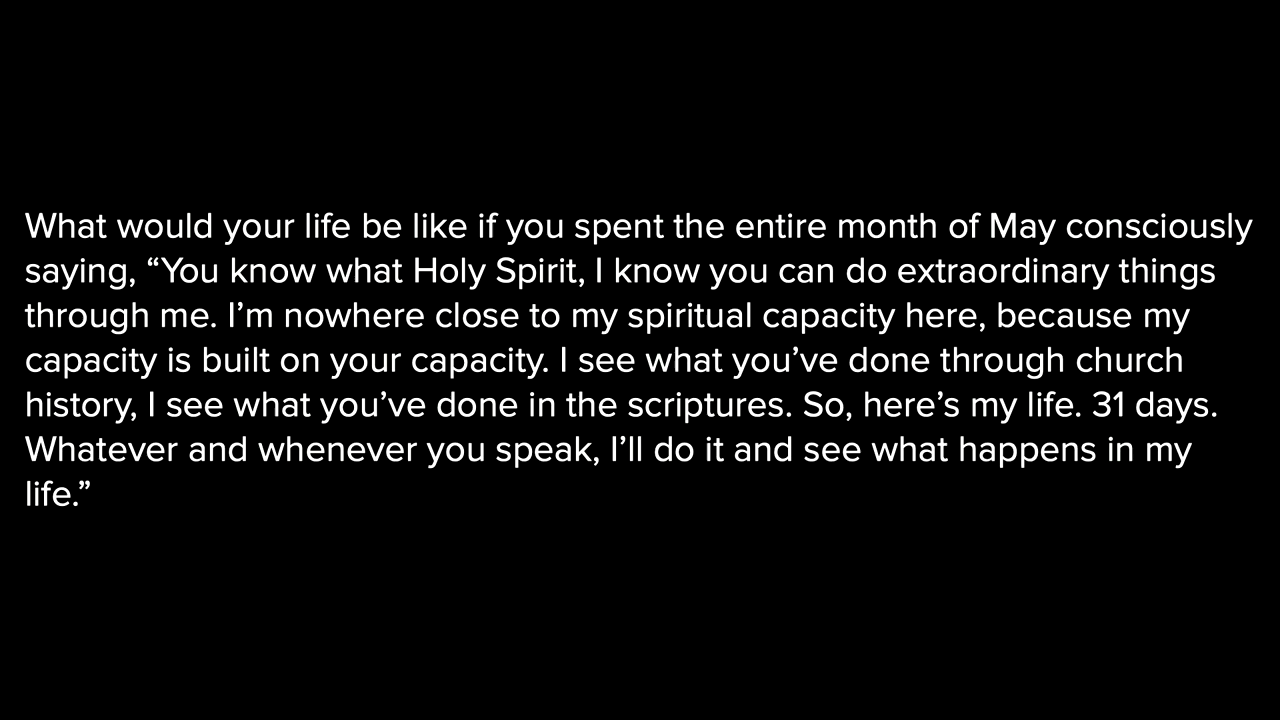 What would your life be like if you spent the entire month of May consciously
saying, “You know what Holy Spirit, I know you can do extraordinary things
through me. I’m nowhere close to my spiritual capacity here, because my
capacity is built on your capacity. I see what you’ve done through church
history, I see what you’ve done in the scriptures. So, here’s my life. 31 days.
Whatever and whenever you speak, I’ll do it and see what happens in my
life.”